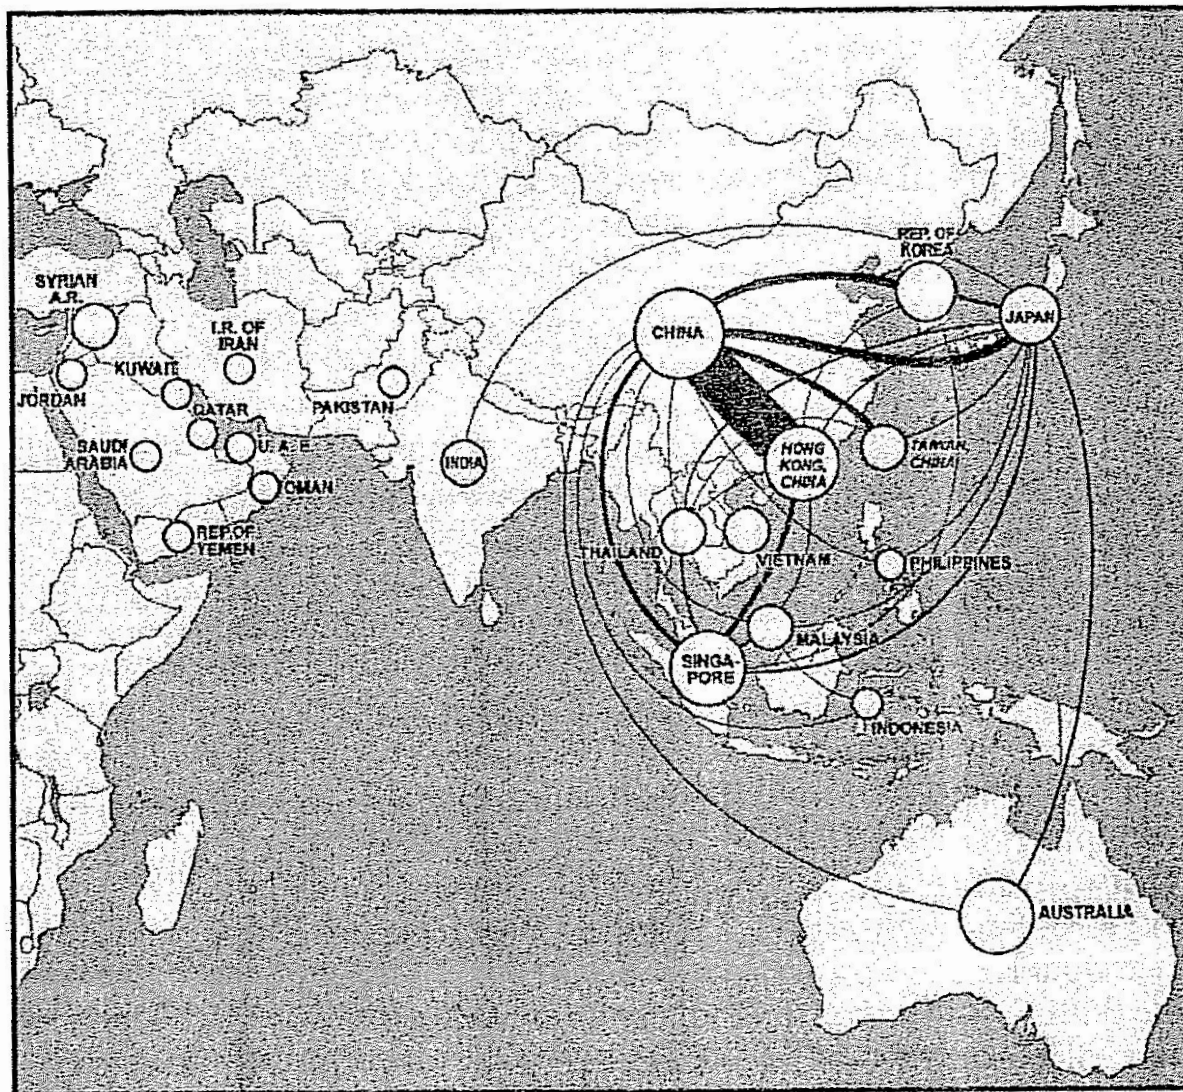 REP. OF
KOREA
SYRIAN
A.R.
CHINA
JAPAN
I.R. OF
IRAN
KUWAIT
JORDAN
PAKISTAN
QATAR
SAUDI
ARABIA
U. A. E.
INDIA
HONG
KONG,
CHINA
TAIWAN,
CHINA
OMAN
REP. OF
YEMEN
THAILAND
VIETNAM
PHILIPPINES
MALAYSIA
SINGA-
PORE
INDONESIA
AUSTRALIA